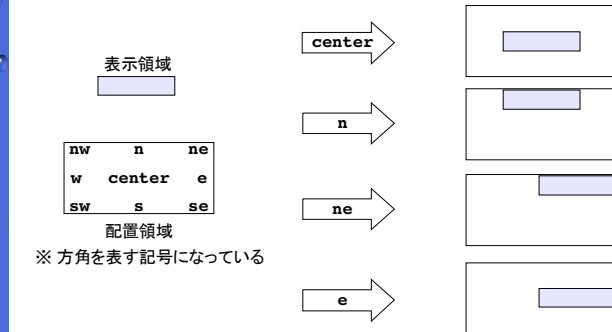 表示領域
nw n ne
w center e
sw s se
配置領域
※ 方角を表す記号になっている
center
n
ne
e